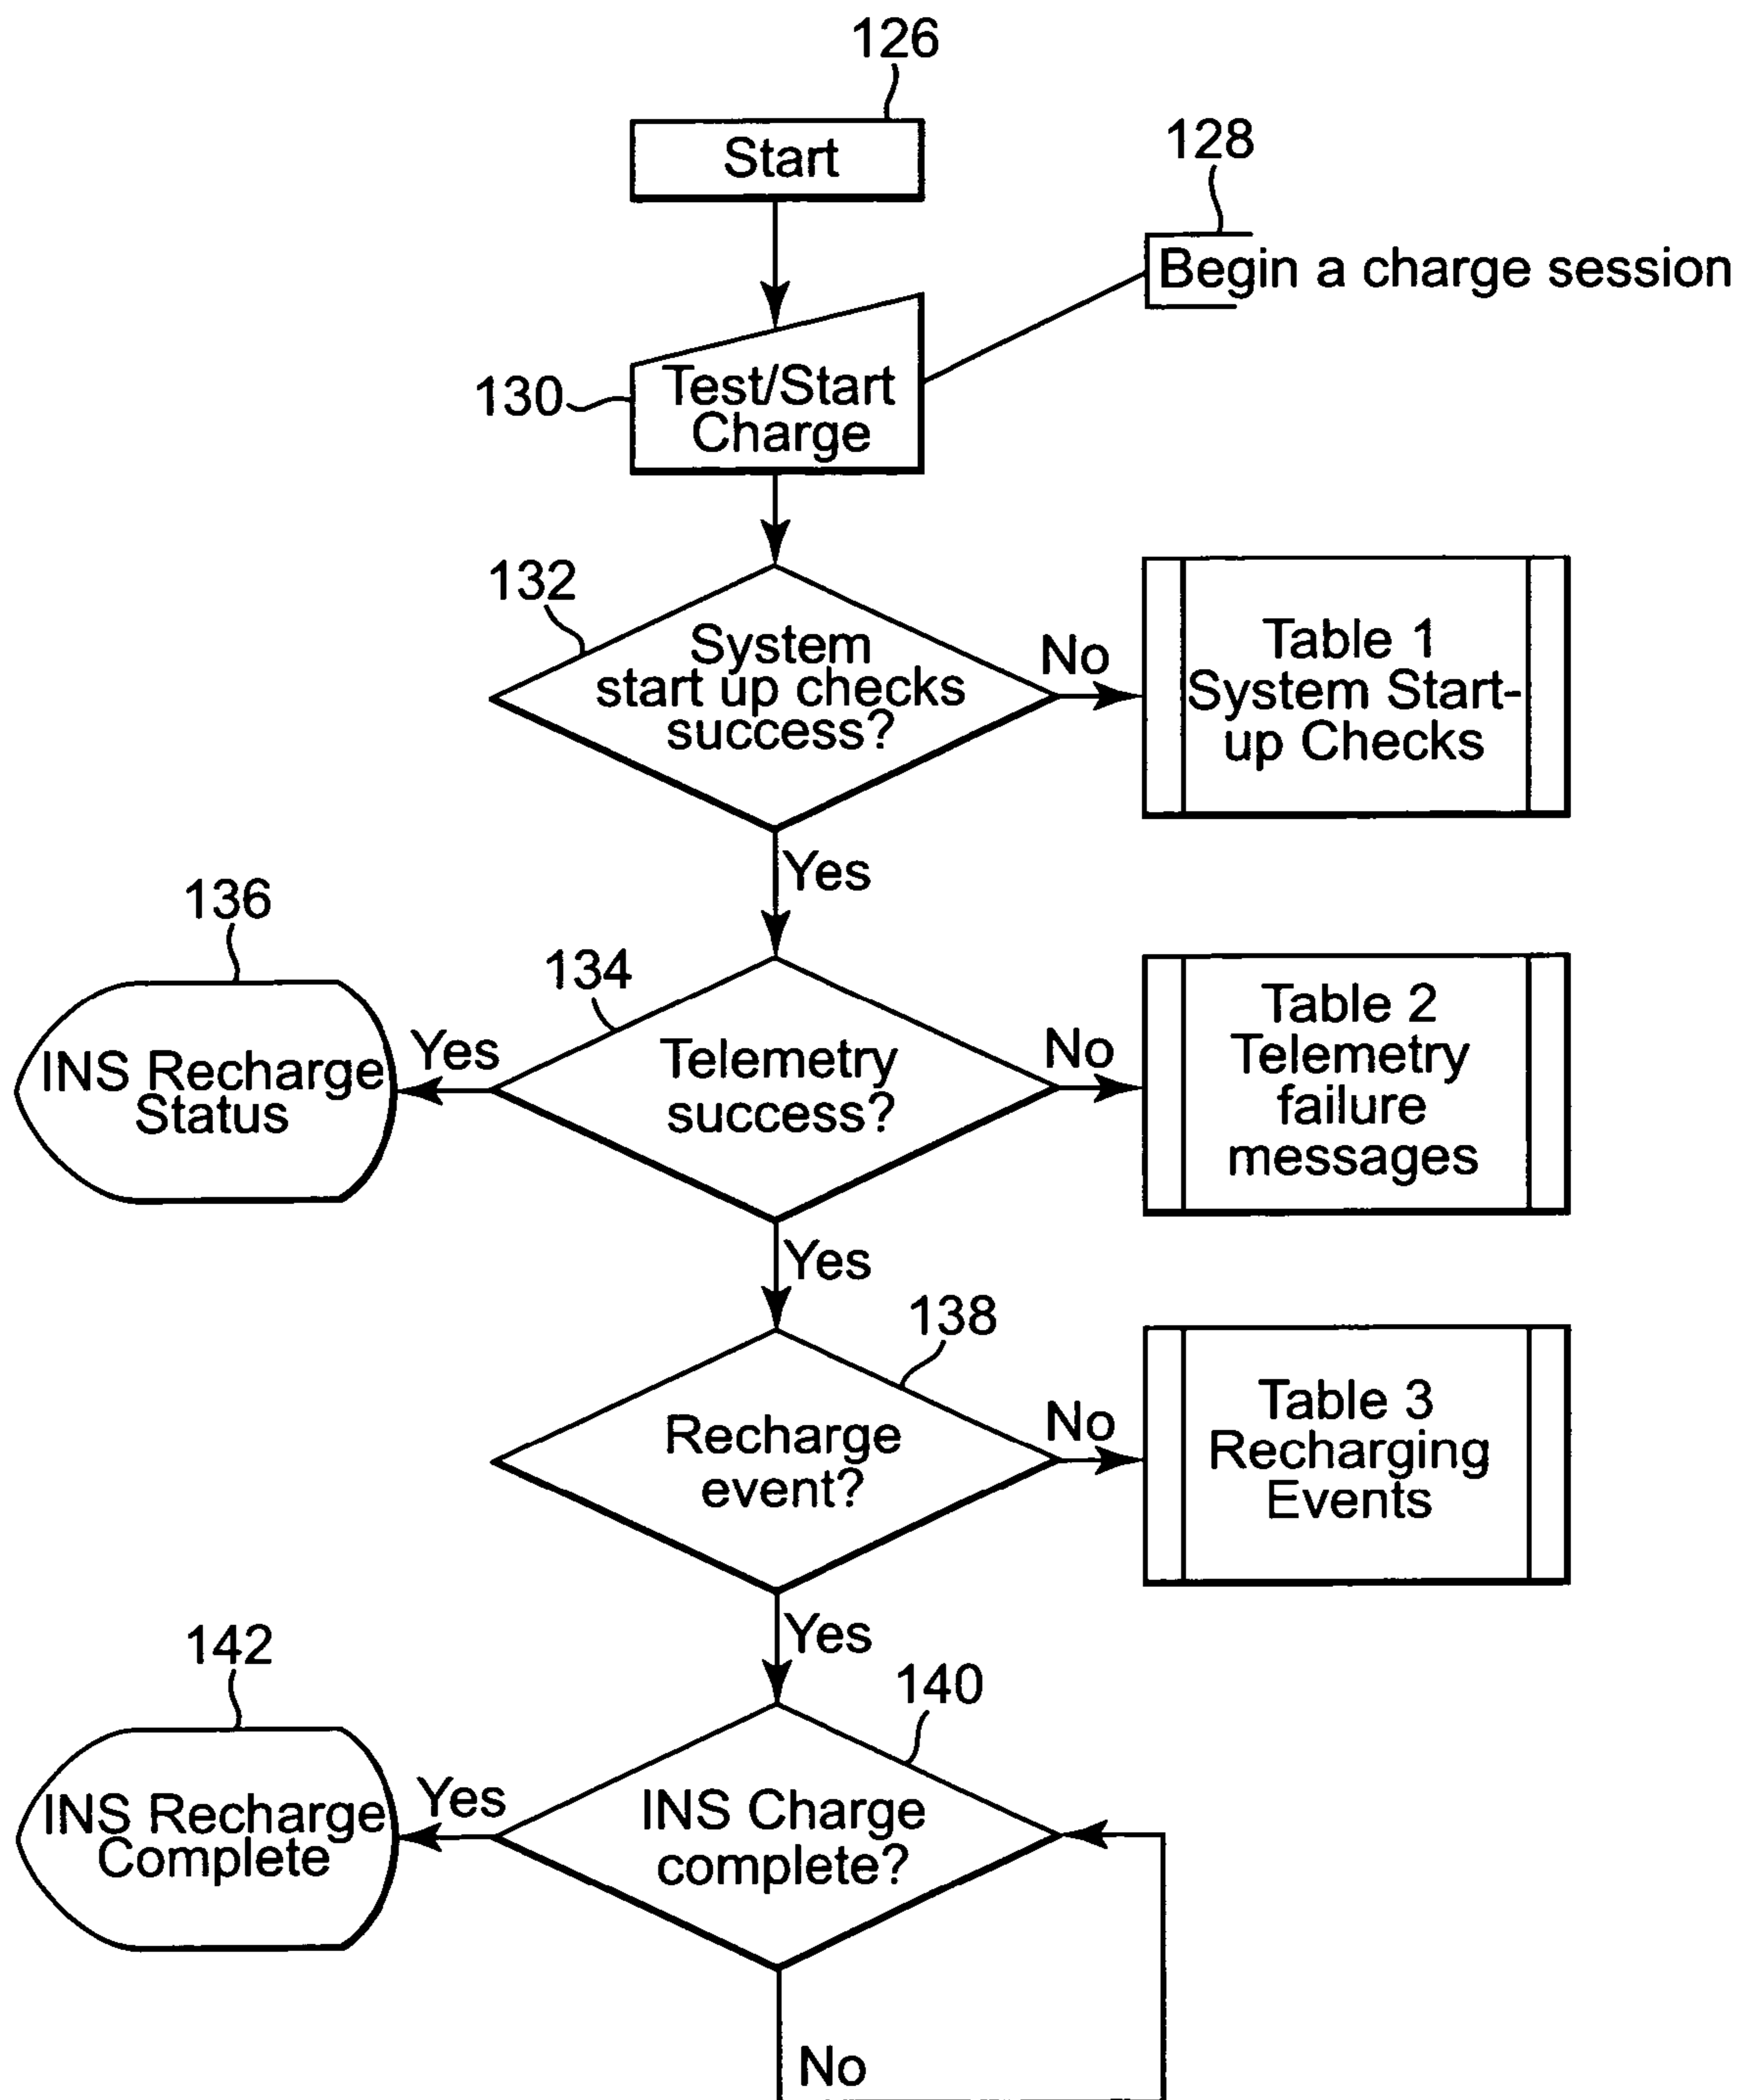 126
Start
128
Begin a charge session
130
Test/Start
Charge
132
System
start up checks
success?
No
Table 1
System Start-
up Checks
Yes
136
134
INS Recharge
Status
Yes
Telemetry
success?
No
Table 2
Telemetry
failure
messages
Yes
138
Recharge
event?
No
Table 3
Recharging
Events
Yes
142
140
INS Recharge
Complete
Yes
INS Charge
complete?
No